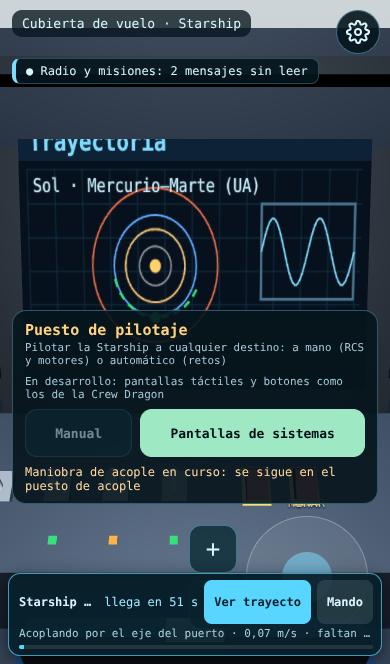 Cubierta de vuelo · Starship
● Radio y misiones: 2 mensajes sin leer
Trayectoria
Sol · Mercurio—Marte (UA)
Puesto de pilotaje
Pilotar la Starship a cualquier destino: a mano (RCS
y motores) o automático (retos)
En desarrollo: pantallas táctiles y botones como
los de la Crew Dragon
Manual
Pantallas de sistemas
Maniobra de acople en curso: se sigue en el
puesto de acople
+
Starship …
llega en 51 s
Ver trayecto
Mando
Acoplando por el eje del puerto · 0,07 m/s · faltan …